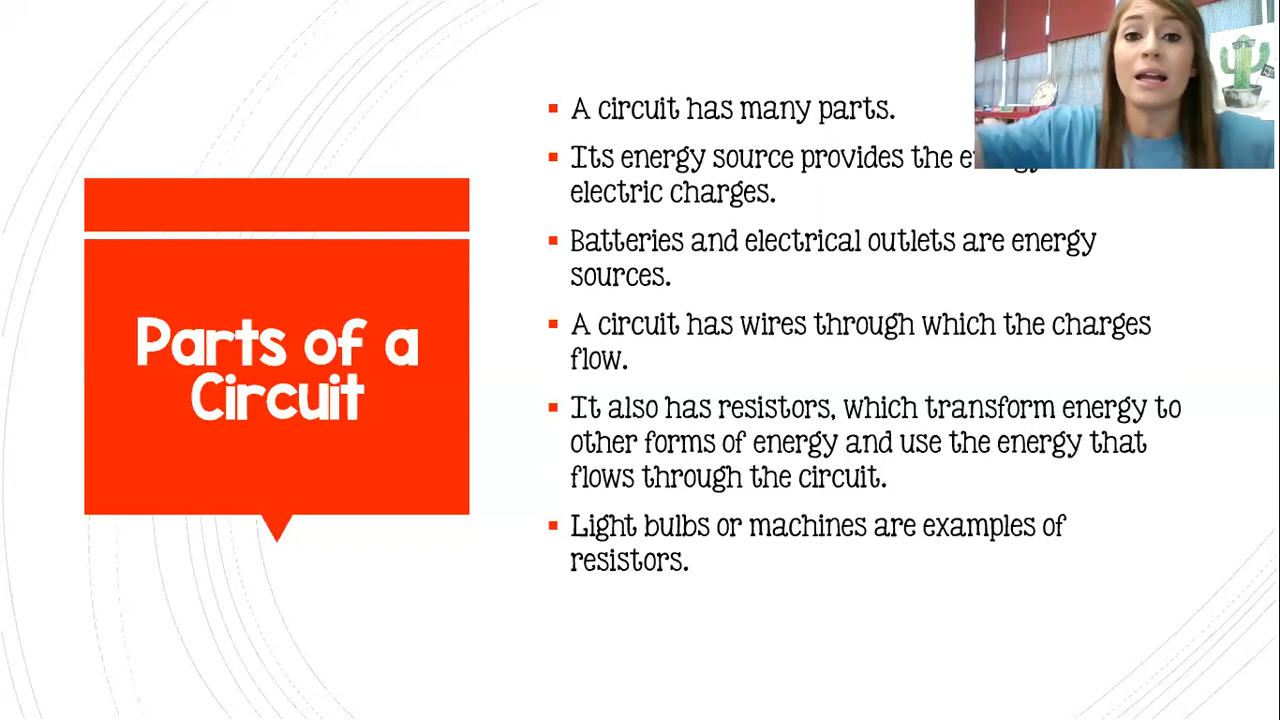 Parts of a
Circuit
A circuit has many parts.
Its energy source provides the
electric charges.
Batteries and electrical outlets are energy
sources.
A circuit has wires through which the charges
flow.
It also has resistors, which transform energy to
other forms of energy and use the energy that
flows through the circuit.
Light bulbs or machines are examples of
resistors.